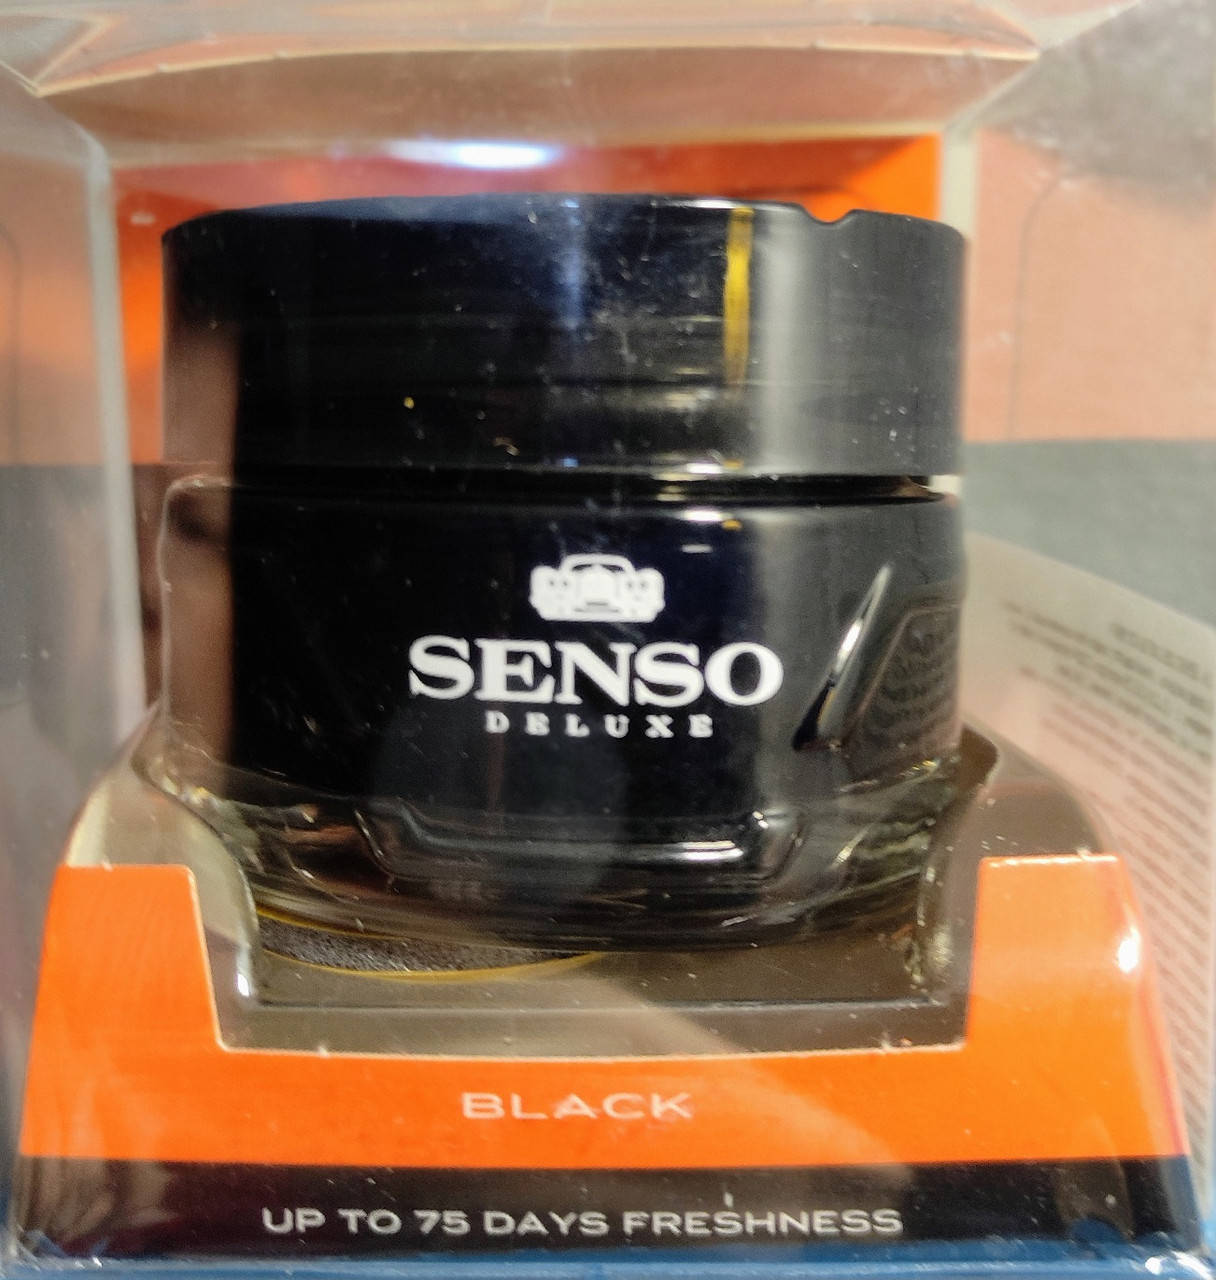 SENSO
DELUXE
BLACK
UP TO 75 DAYS FRESHNESS